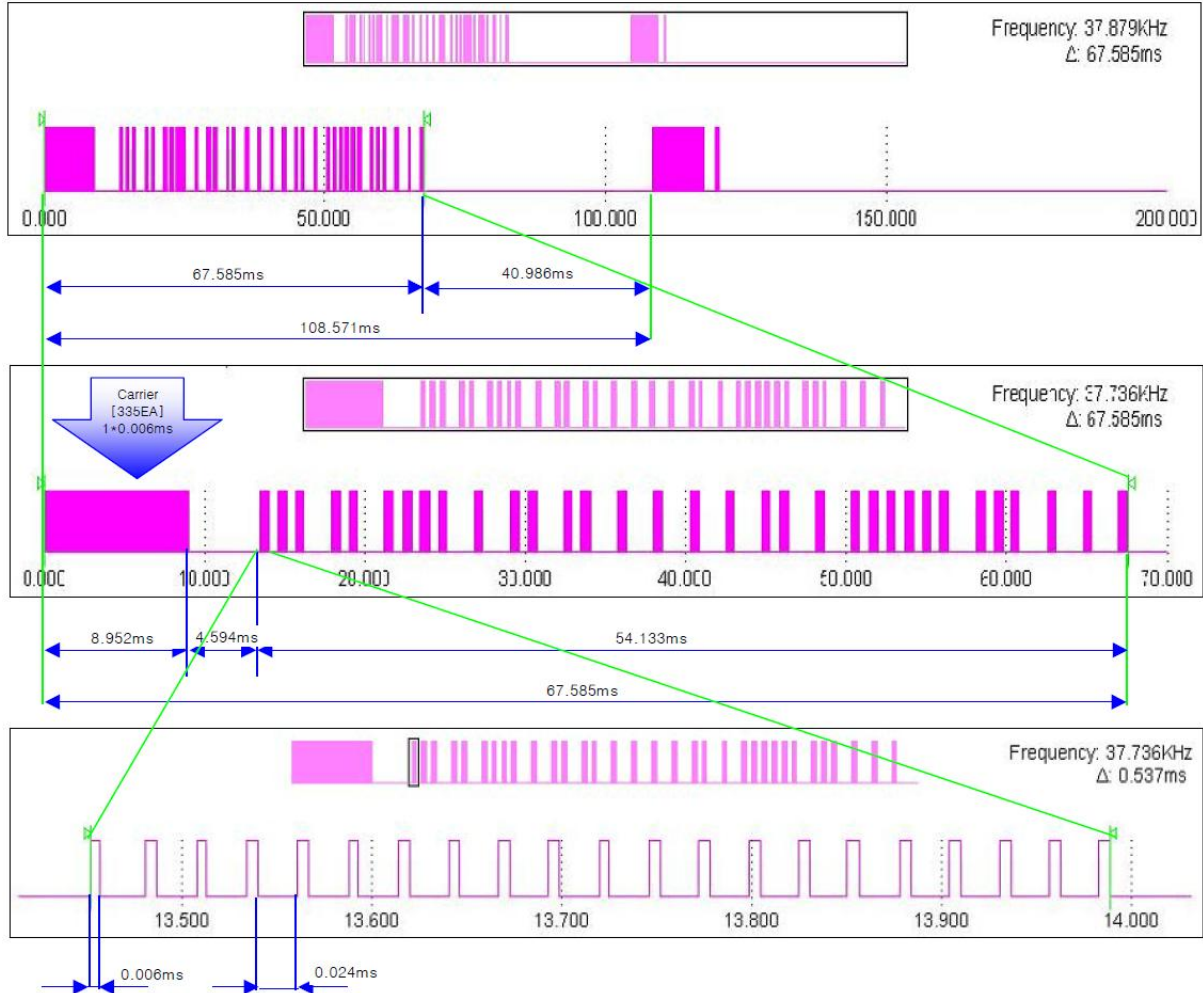 Frequency: 37.879KHz
Δ: 67.585ms
0.000 50.000 100.000 150.000 200.000
67.585ms 40.986ms
108.571ms
Carrier
[335EA]
1*0.006ms
Frequency: 37.736KHz
Δ: 67.585ms
0.000 10.000 20.000 30.000 40.000 50.000 60.000 70.000
8.952ms 4.594ms 54.133ms
67.585ms
Frequency: 37.736KHz
Δ: 0.537ms
13.500 13.600 13.700 13.800 13.900 14.000
0.006ms 0.024ms